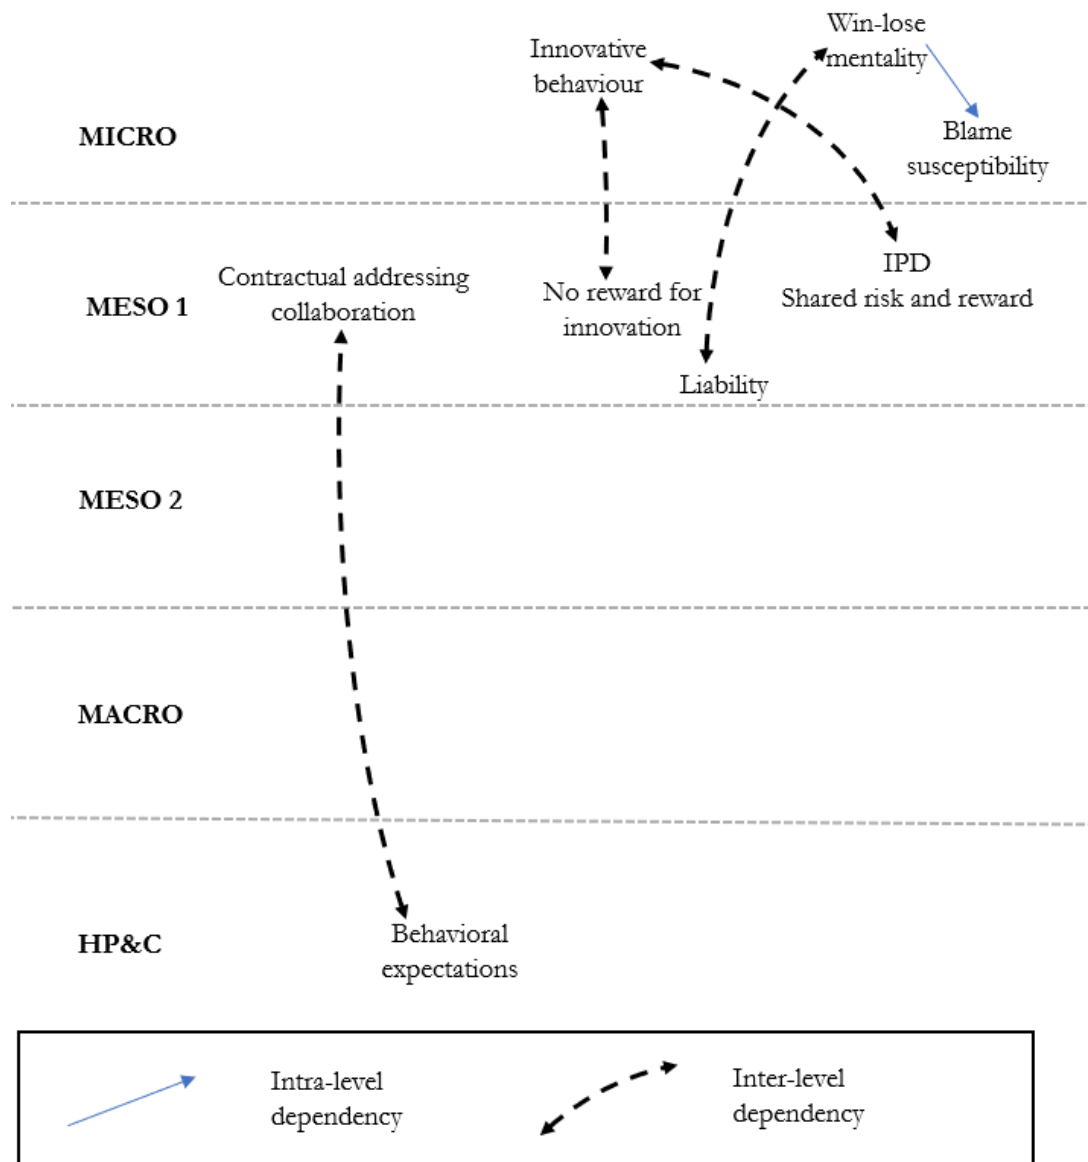 Win-lose
mentality
Innovative
behaviour
Blame
susceptibility
MICRO
IPD
Shared risk and reward
Contractual addressing
collaboration
No reward for
innovation
MESO 1
Liability
MESO 2
MACRO
HP&C
Behavioral
expectations
Intra-level
dependency
Inter-level
dependency